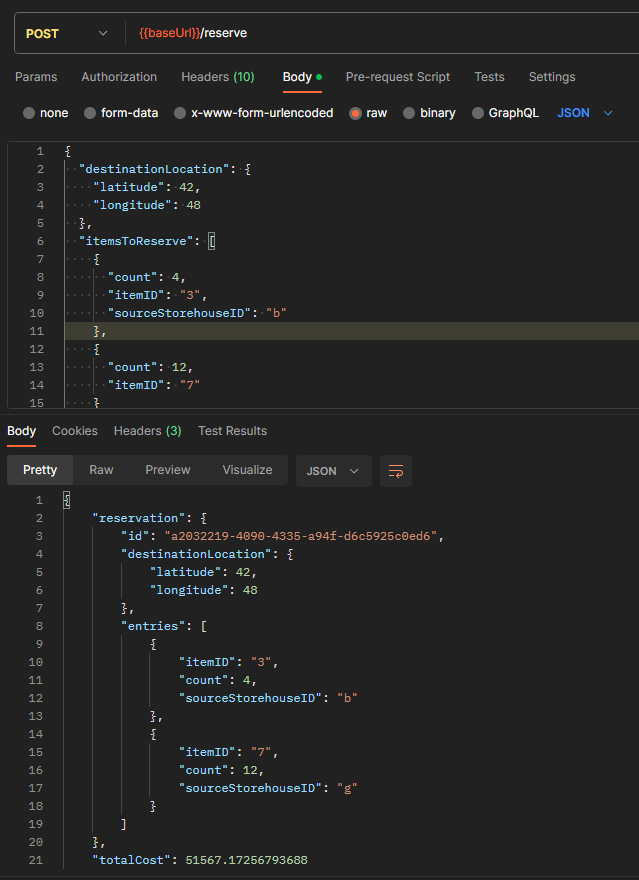 POST {{baseUrl}}/reserve
Params Authorization Headers (10) Body Pre-request Script Tests Settings
none form-data x-www-form-urlencoded raw binary GraphQL JSON
1 {
2 "destinationLocation": {
3 "latitude": 42,
4 "longitude": 48
5 },
6 "itemsToReserve": [
7 {
8 "count": 4,
9 "itemID": "3",
10 "sourceStorehouseID": "b"
11 },
12 {
13 "count": 12,
14 "itemID": "7"
15 }
Body Cookies Headers (3) Test Results
Pretty Raw Preview Visualize JSON
1 {
2 "reservation": {
3 "id": "a2032219-4090-4335-a94f-d6c5925c0ed6",
4 "destinationLocation": {
5 "latitude": 42,
6 "longitude": 48
7 },
8 "entries": [
9 {
10 "itemID": "3",
11 "count": 4,
12 "sourceStorehouseID": "b"
13 },
14 {
15 "itemID": "7",
16 "count": 12,
17 "sourceStorehouseID": "g"
18 }
19 ]
20 },
21 "totalCost": 51567.17256793688